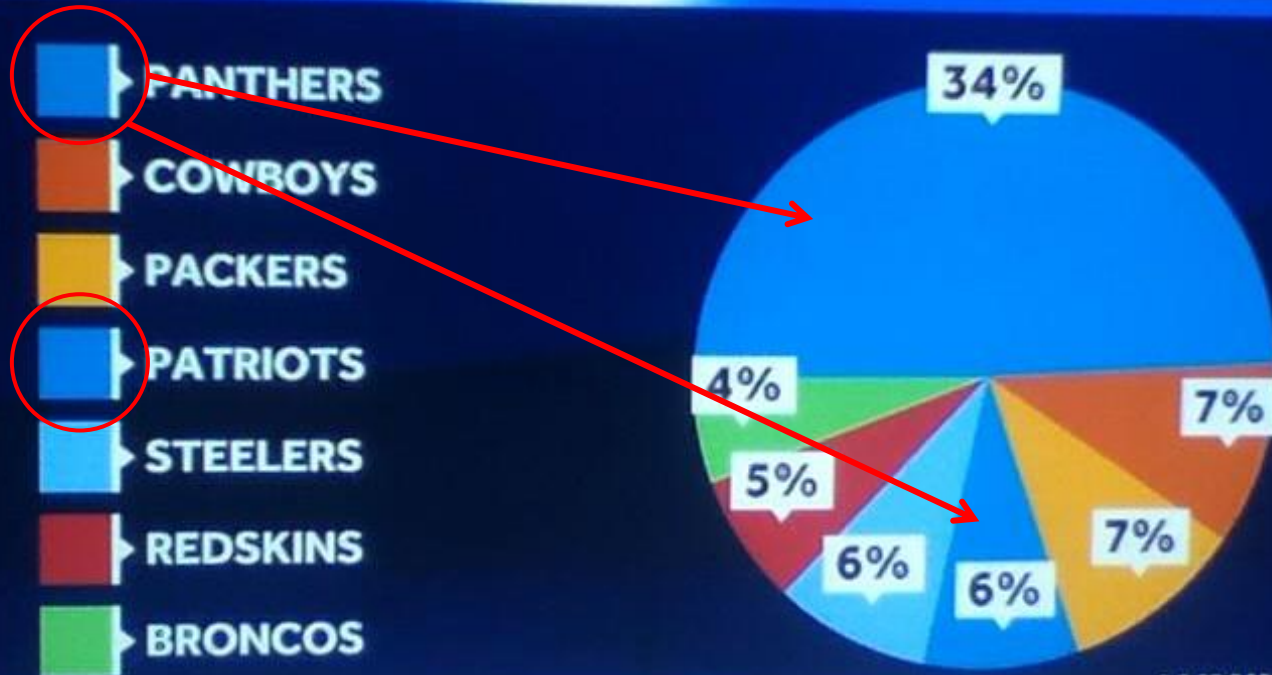 PANTHERS
COWBOYS
PACKERS
PATRIOTS
STEELERS
REDSKINS
BRONCOS
34%
4%
7%
5%
7%
6%
6%